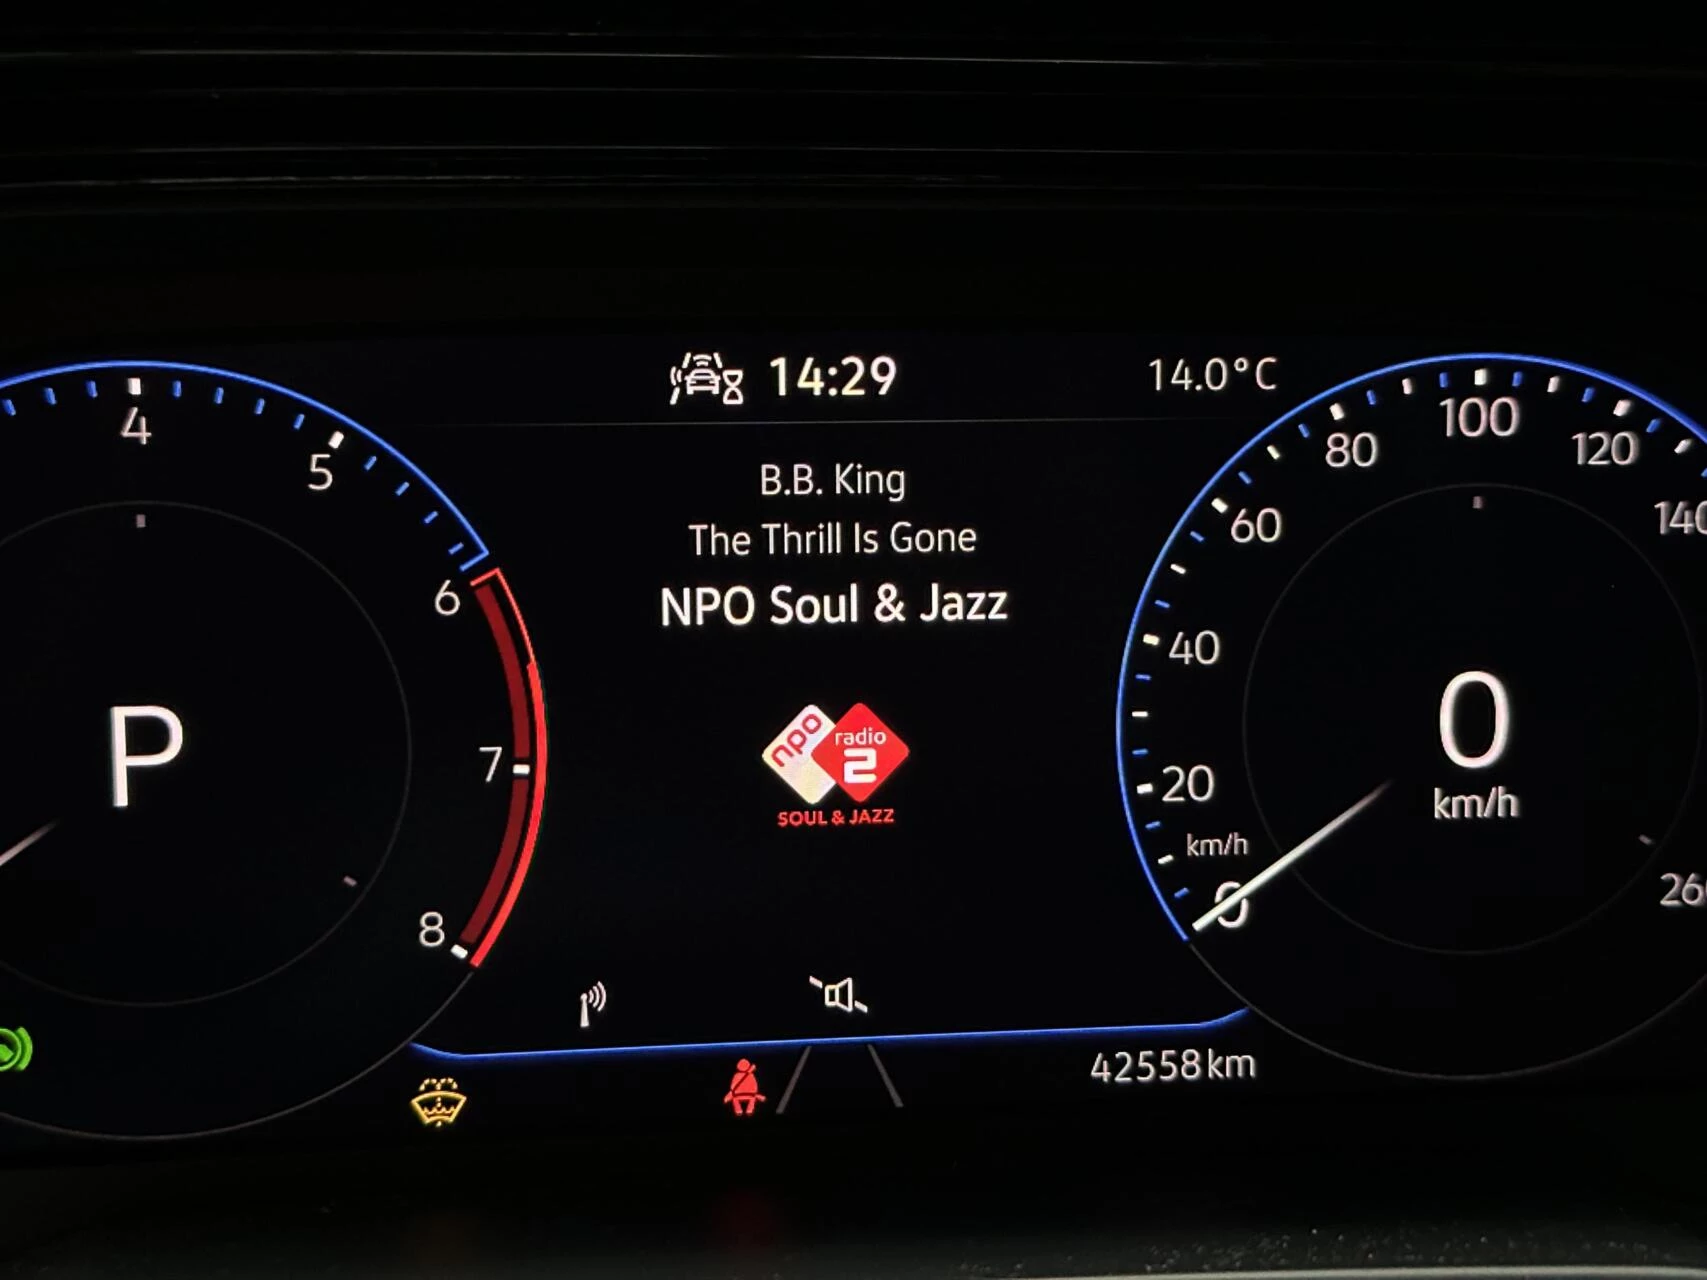 14:29
14.0°C
B.B. King
The Thrill Is Gone
NPO Soul & Jazz
npo
radio
2
SOUL & JAZZ
4
5
6
7
8
P
0
20
40
60
80
100
120
km/h
0
km/h
42558km